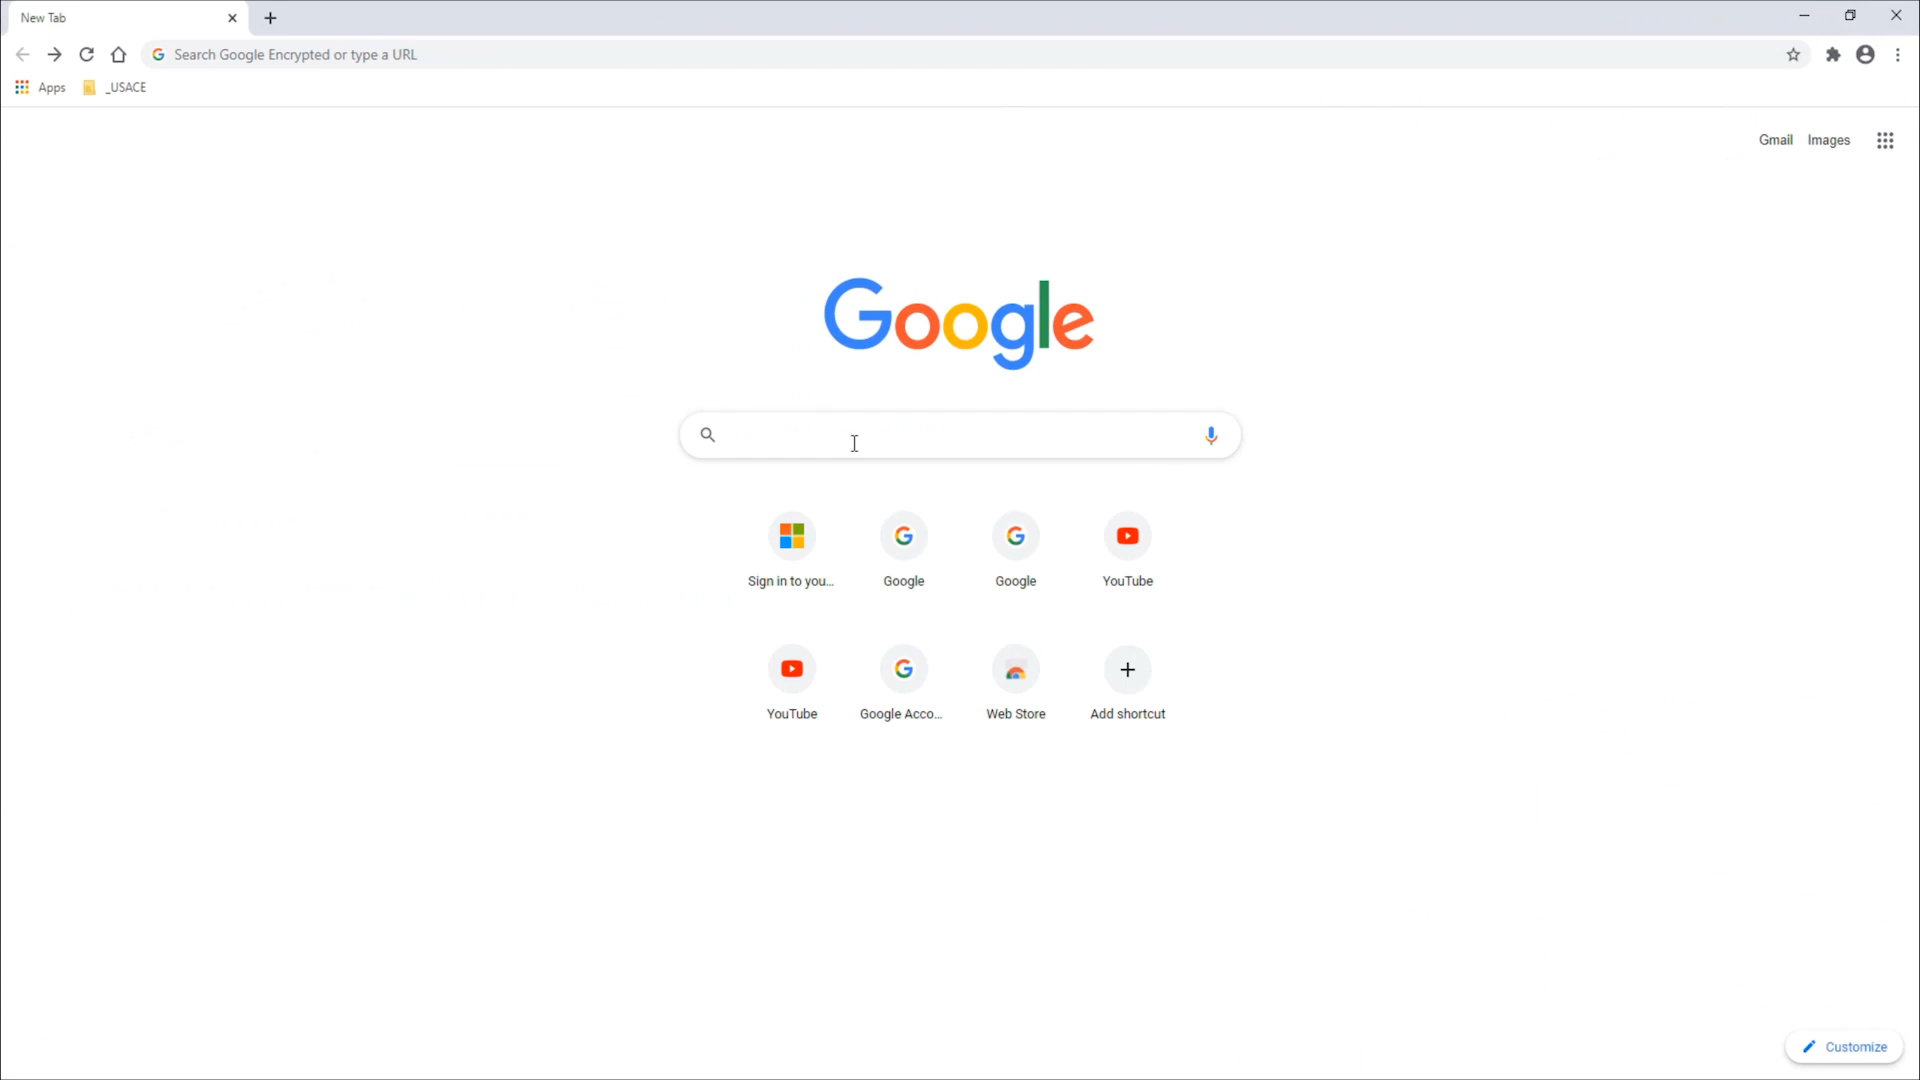 New Tab
Search Google Encrypted or type a URL
Apps _USACE
Gmail Images
Google
Sign in to you... Google Google YouTube
YouTube Google Acco... Web Store Add shortcut
Customize